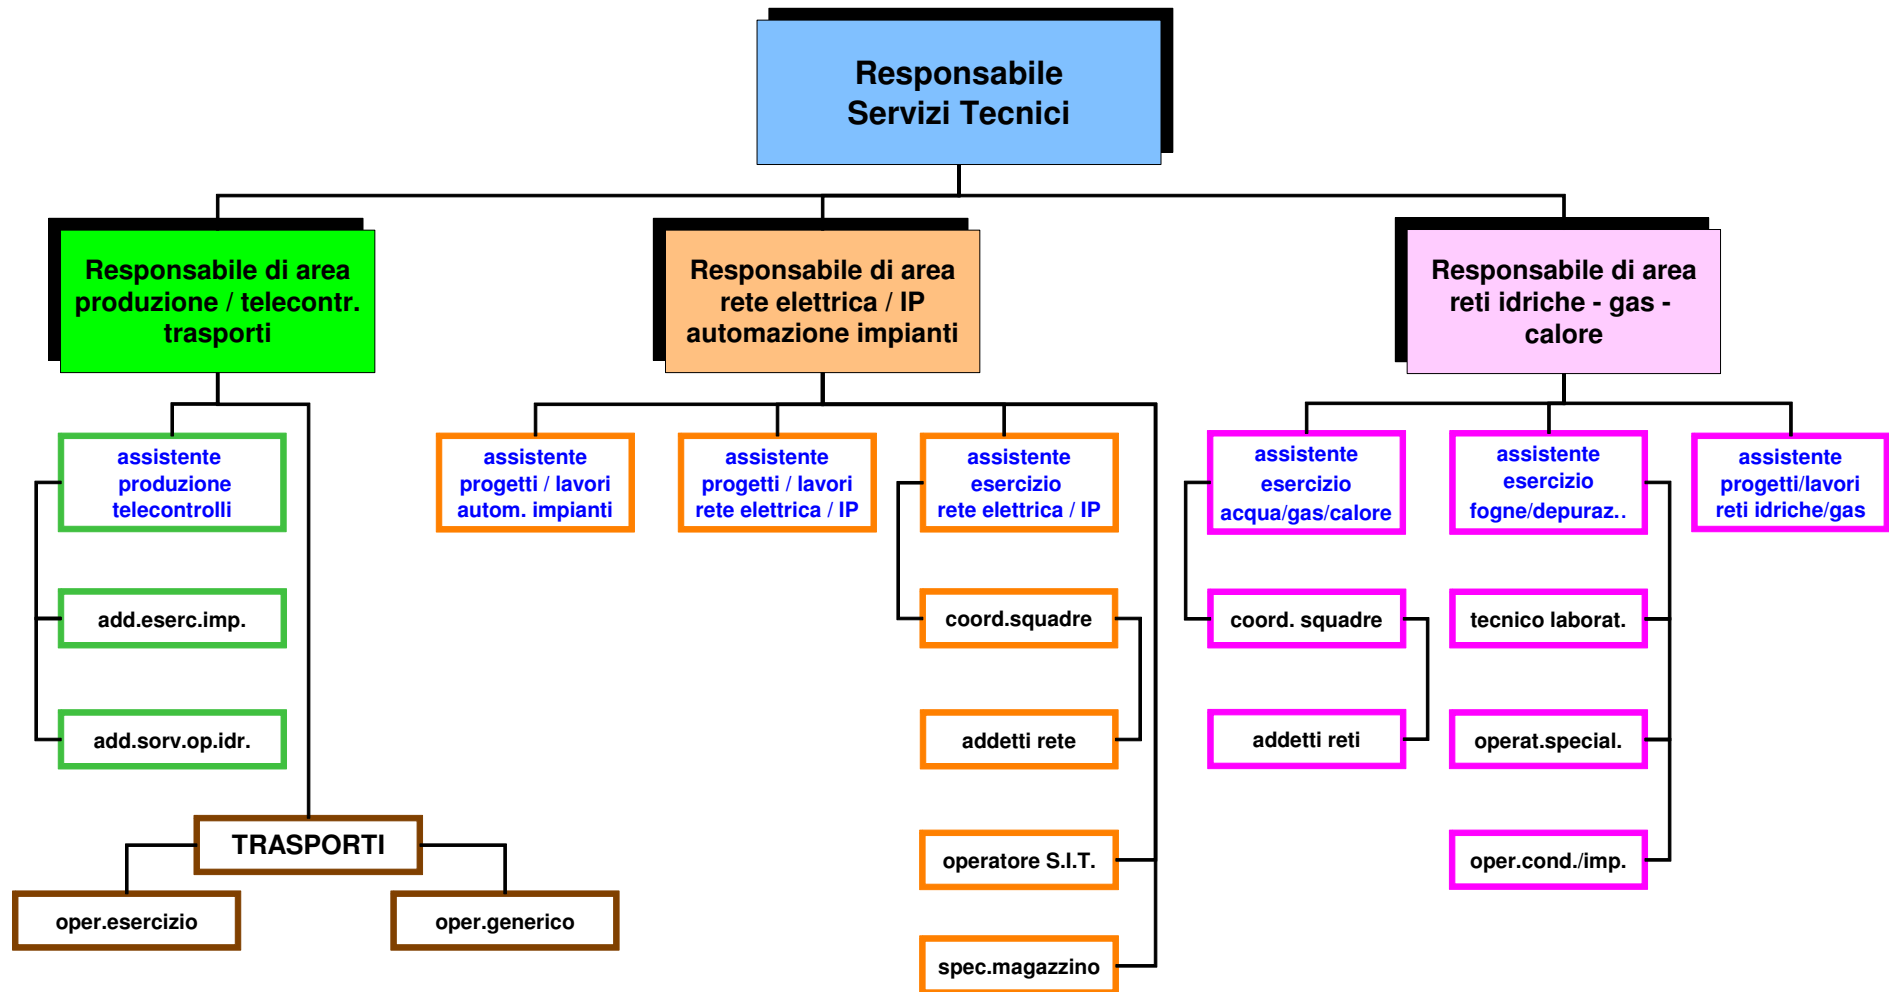 Responsabile
Servizi Tecnici
Responsabile di area
produzione / telecontr.
trasporti
Responsabile di area
rete elettrica / IP
automazione impianti
Responsabile di area
reti idriche - gas -
calore
assistente
produzione
telecontrolli
assistente
progetti / lavori
autom. impianti
assistente
progetti / lavori
rete elettrica / IP
assistente
esercizio
rete elettrica / IP
assistente
esercizio
acqua/gas/calore
assistente
esercizio
fogne/depuraz..
assistente
progetti/lavori
reti idriche/gas
add.eserc.imp.
coord.squadre
coord. squadre
tecnico laborat.
add.sorv.op.idr.
addetti rete
addetti reti
operat.special.
TRASPORTI
operatore S.I.T.
oper.cond./imp.
oper.esercizio
oper.generico
spec.magazzino